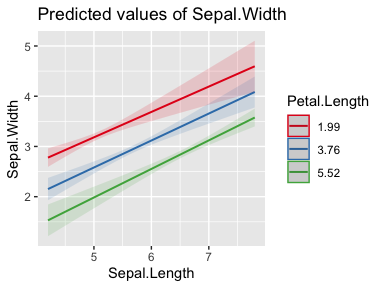 Predicted values of Sepal.Width
5
4
3
2
Sepal.Width
5
6
7
Sepal.Length
Petal.Length
1.99
3.76
5.52